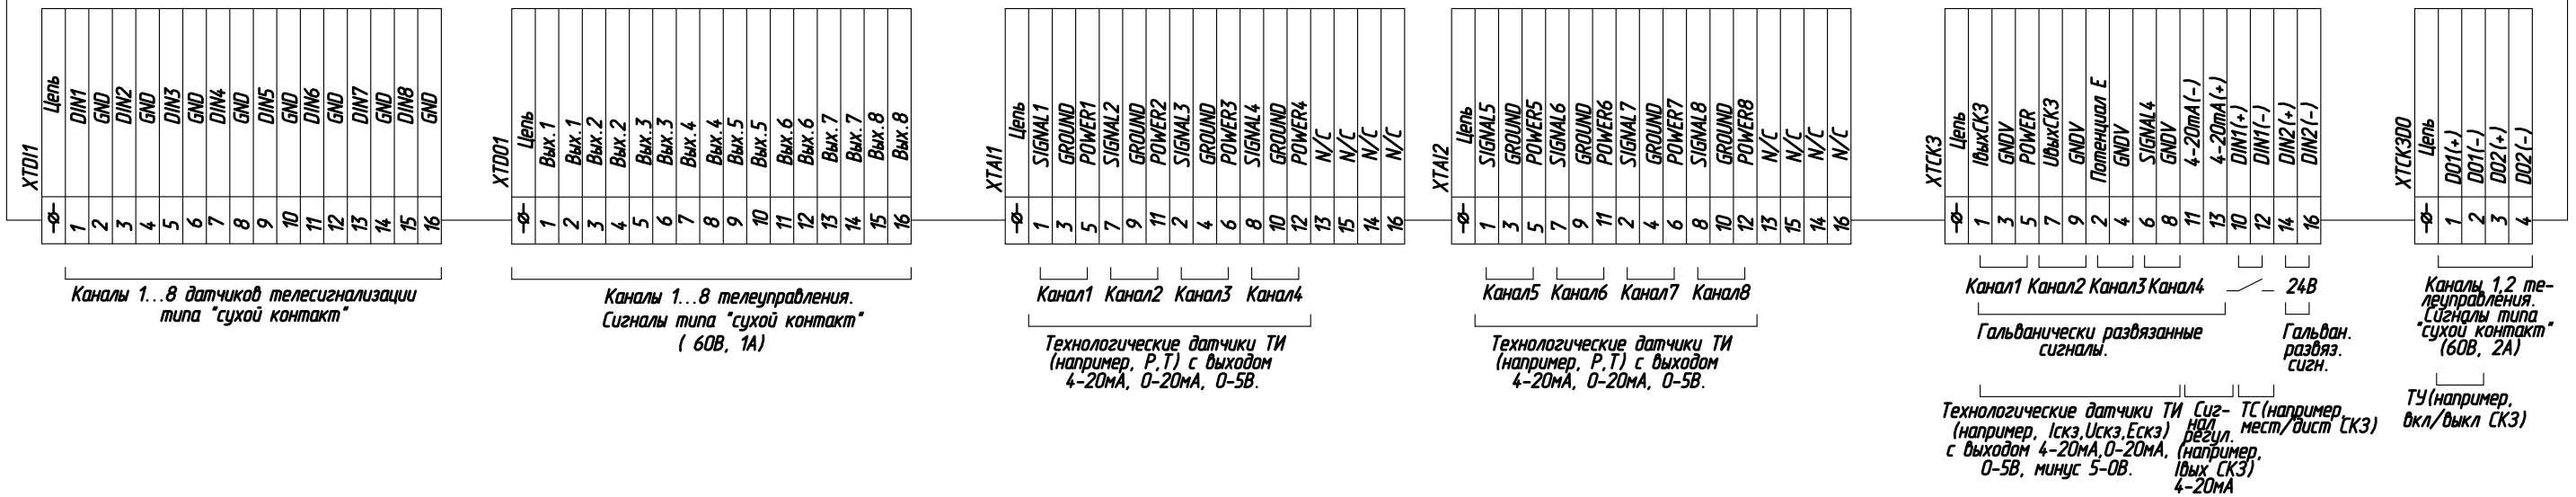 XTDI1
Цепь
DIN1
GND
DIN2
GND
DIN3
GND
DIN4
GND
DIN5
GND
DIN6
GND
DIN7
GND
DIN8
GND
1
2
3
4
5
6
7
8
9
10
11
12
13
14
15
16
Каналы 1...8 датчиков телесигнализации
типа "сухой контакт"
XTDO1
Цепь
Вых.1
Вых.1
Вых.2
Вых.2
Вых.3
Вых.3
Вых.4
Вых.4
Вых.5
Вых.5
Вых.6
Вых.6
Вых.7
Вых.7
Вых.8
Вых.8
1
2
3
4
5
6
7
8
9
10
11
12
13
14
15
16
Каналы 1...8 телеуправления.
Сигналы типа "сухой контакт"
( 60В, 1А)
XTAI1
Цепь
SIGNAL1
GROUND
POWER1
SIGNAL2
GROUND
POWER2
SIGNAL3
GROUND
POWER3
SIGNAL4
GROUND
POWER4
N/C
N/C
N/C
N/C
1
3
5
7
9
11
2
4
6
8
10
12
13
15
14
16
Канал1 Канал2 Канал3 Канал4
Технологические датчики ТИ
(например, Р,Т) с выходом
4-20мА, 0-20мА, 0-5В.
XTAI2
Цепь
SIGNAL5
GROUND
POWER5
SIGNAL6
GROUND
POWER6
SIGNAL7
GROUND
POWER7
SIGNAL8
GROUND
POWER8
N/C
N/C
N/C
N/C
1
3
5
7
9
11
2
4
6
8
10
12
13
15
14
16
Канал5 Канал6 Канал7 Канал8
Технологические датчики ТИ
(например, Р,Т) с выходом
4-20мА, 0-20мА, 0-5В.
XTCK3
Цепь
IвыхСКЗ
GNDV
POWER
UвыхСКЗ
GNDV
Потенциал Е
GNDV
SIGNAL4
GNDV
4-20mA(-)
4-20mA(+)
DIN1(+)
DIN1(-)
DIN2(+)
DIN2(-)
1
3
5
7
9
2
4
6
8
11
13
10
12
14
16
Канал1 Канал2 Канал3 Канал4
24В
Гальванически развязанные
сигналы.
Гальван.
развяз.
сигн.
Технологические датчики ТИ
(например, Iскз,Uскз,Ескз)
с выходом 4-20мА,0-20мА,
0-5В, минус 5-0В.
Сиг-
нал
регул.
(например,
Iвых СКЗ)
4-20мА
ТС(например,
мест/дист СКЗ)
XTCK3DO
Цепь
DO1(+)
DO1(-)
DO2(+)
DO2(-)
1
2
3
4
Каналы 1,2 те-
леуправления.
Сигналы типа
"сухой контакт"
(60В, 2А)
ТУ(например,
вкл/выкл СКЗ)